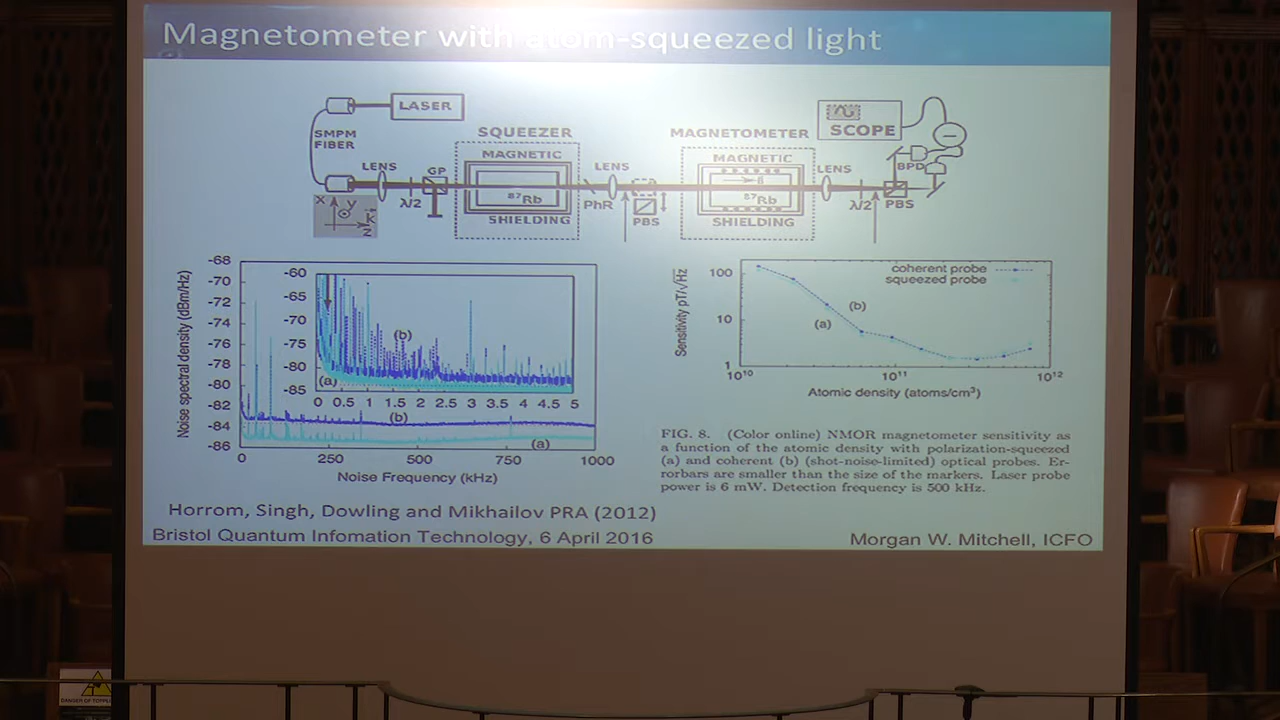 Magnetometer with atom-squeezed light
LASER
SCOPE
SMPM
FIBER
SQUEEZER
MAGNETOMETER
LENS
GP
MAGNETIC
LENS
MAGNETIC
LENS
BPD
λ/2
87Rb
PhR
PBS
87Rb
λ/2
PBS
SHIELDING
SHIELDING
x
y
k
z
Noise spectral density (dBm/Hz)
-68
-70
-72
-74
-76
-78
-80
-82
-84
-86
-60
-65
-70
-75
-80
-85
(b)
(a)
0 0.5 1 1.5 2 2.5 3 3.5 4 4.5 5
(b)
(a)
0 250 500 750 1000
Noise Frequency (kHz)
Sensitivity pT/√Hz
100
10
1
coherent probe
squeezed probe
(b)
(a)
10^10 10^11 10^12
Atomic density (atoms/cm³)
FIG. 8. (Color online) NMOR magnetometer sensitivity as
a function of the atomic density with polarization-squeezed
(a) and coherent (b) (shot-noise-limited) optical probes. Er-
rorbars are smaller than the size of the markers. Laser probe
power is 6 mW. Detection frequency is 500 kHz.
Horrom, Singh, Dowling and Mikhailov PRA (2012)
Bristol Quantum Infomation Technology, 6 April 2016
Morgan W. Mitchell, ICFO